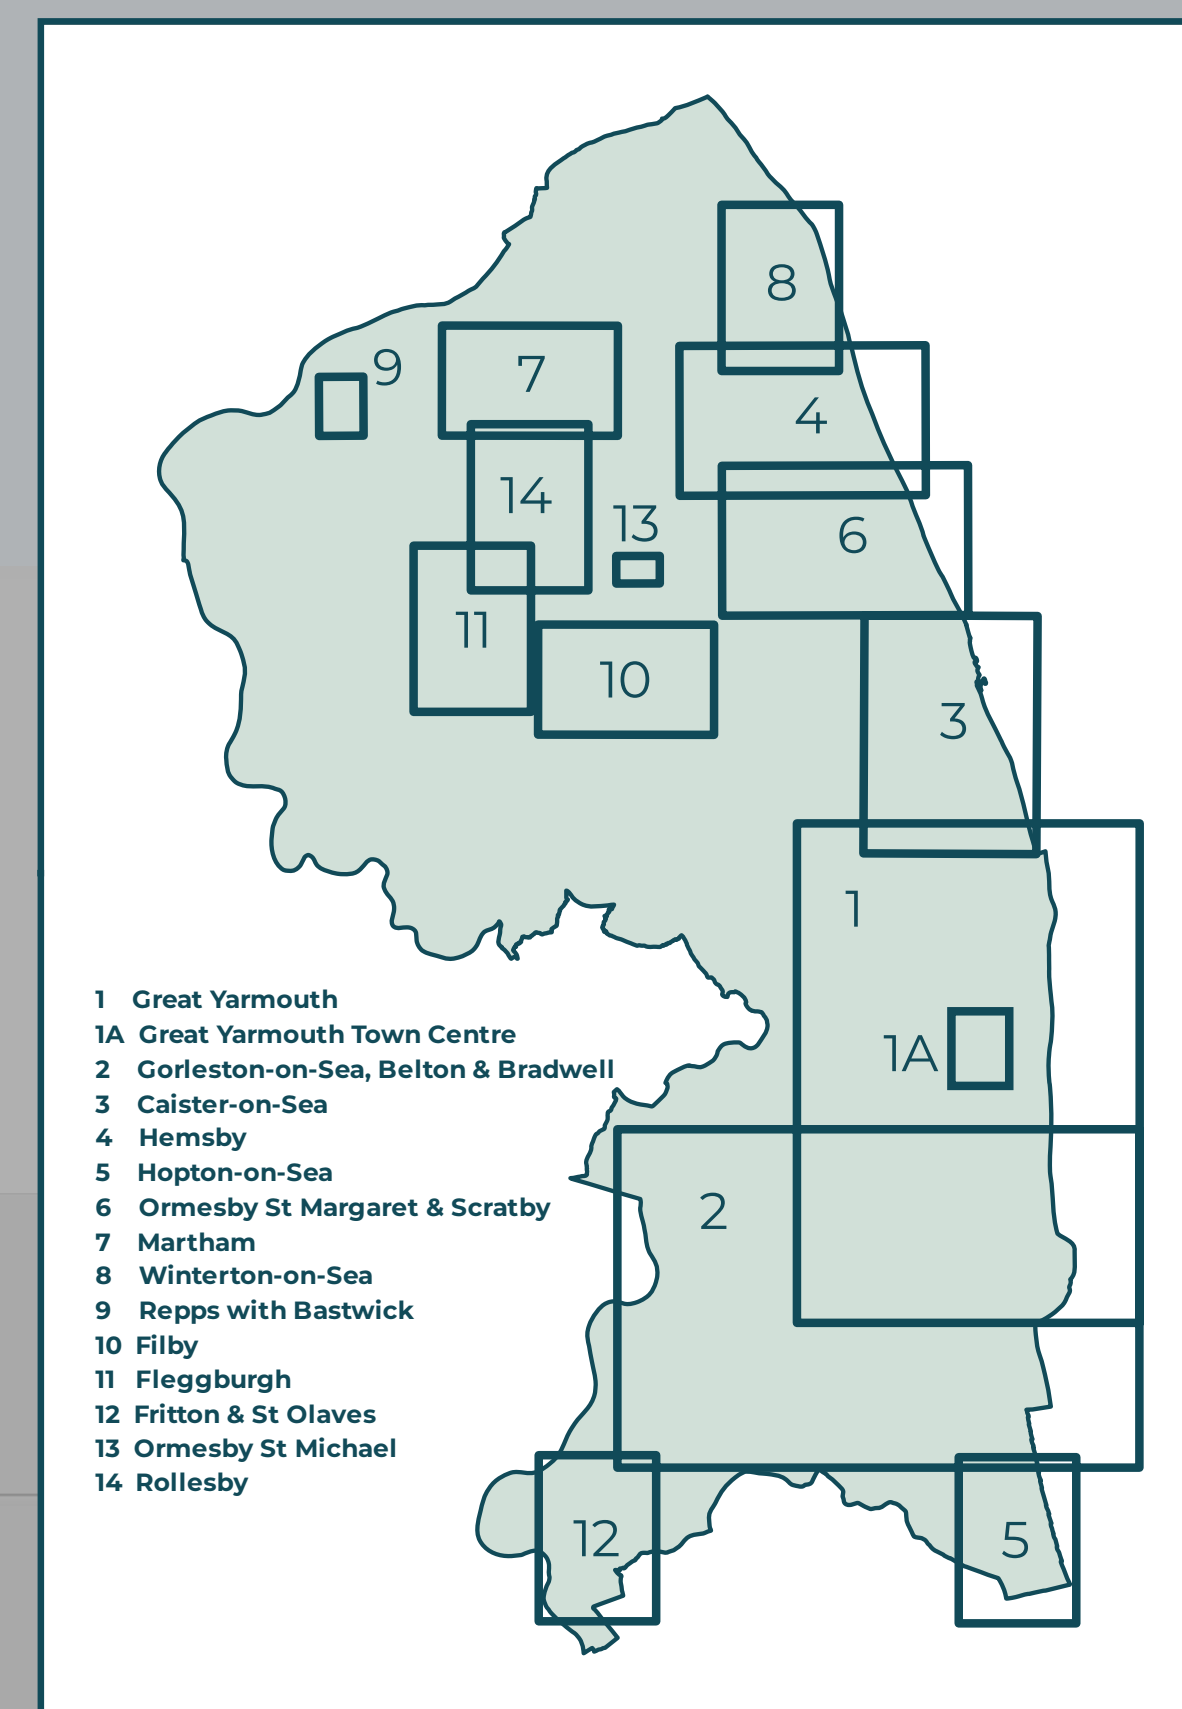 8
9
7
4
14
13
6
11
10
3
1
1A
2
12
5
1 Great Yarmouth
1A Great Yarmouth Town Centre
2 Gorleston-on-Sea, Belton & Bradwell
3 Caister-on-Sea
4 Hemsby
5 Hopton-on-Sea
6 Ormesby St Margaret & Scratby
7 Martham
8 Winterton-on-Sea
9 Repps with Bastwick
10 Filby
11 Fleggburgh
12 Fritton & St Olaves
13 Ormesby St Michael
14 Rollesby